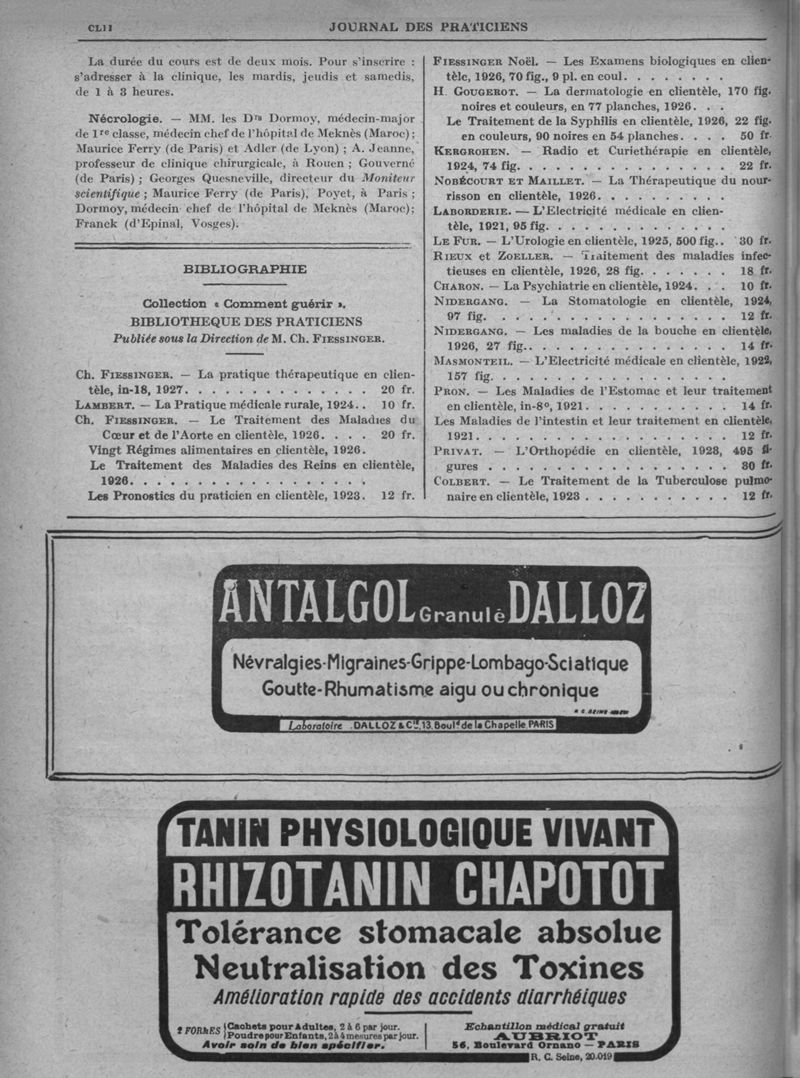 CLII
JOURNAL DES PRATICIENS
La durée du cours est de deux mois. Pour s'inscrire :
s'adresser à la clinique, les mardis, jeudis et samedis,
de 1 à 3 heures.
Nécrologie. — MM. les Drs Dormoy, médecin-major
de 1re classe, médecin chef de l'hôpital de Meknès (Maroc) ;
Maurice Ferry (de Paris) et Adler (de Lyon) ; A. Jeanne,
professeur de clinique chirurgicale, à Rouen ; Gouverné
(de Paris) ; Georges Quesneville, directeur du Moniteur
scientifique ; Maurice Ferry (de Paris), Poyet, à Paris ;
Dormoy, médecin chef de l'hôpital de Meknès (Maroc);
Franck (d'Epinal, Vosges).
BIBLIOGRAPHIE
Collection « Comment guérir ».
BIBLIOTHEQUE DES PRATICIENS
Publiée sous la Direction de M. Ch. FIESSINGER.
Ch. FIESSINGER. — La pratique thérapeutique en clien-
tèle, in-18, 1927. . . . . . . . . . . . . . 20 fr.
LAMBERT. — La Pratique médicale rurale, 1924. . 10 fr.
Ch. FIESSINGER. — Le Traitement des Maladies du
Cœur et de l'Aorte en clientèle, 1926. . . . . 20 fr.
Vingt Régimes alimentaires en clientèle, 1926.
Le Traitement des Maladies des Reins en clientèle,
1926. . . . . . . . . . . . . . . . . .
Les Pronostics du praticien en clientèle, 1923. 12 fr.
FIESSINGER Noël. — Les Examens biologiques en clien-
tèle, 1926, 70 fig., 9 pl. en coul. . . . . . . .
H. GOUGEROT. — La dermatologie en clientèle, 170 fig.
noires et couleurs, en 77 planches, 1926. . .
Le Traitement de la Syphilis en clientèle, 1926, 22 fig.
en couleurs, 90 noires en 54 planches. . . . 50 fr.
KERGROHEN. — Radio et Curiethérapie en clientèle,
1924, 74 fig. . . . . . . . . . . . . . . . 22 fr.
NOBÉCOURT ET MAILLET. — La Thérapeutique du nour-
risson en clientèle, 1926. . . . . . . . . .
LABORDERIE. — L'Electricité médicale en clien-
tèle, 1921, 95 fig. . . . . . . . . . . . . .
LE FUR. — L'Urologie en clientèle, 1925, 500 fig. . 30 fr.
RIEUX et ZOELLER. — Traitement des maladies infec-
tieuses en clientèle, 1926, 28 fig. . . . . . . 18 fr.
CHARON. — La Psychiatrie en clientèle, 1924. . . 10 fr.
NIDERGANG. — La Stomatologie en clientèle, 1924,
97 fig. . . . . . . . . . . . . . . . . . 12 fr.
NIDERGANG. — Les maladies de la bouche en clientèle,
1926, 27 fig. . . . . . . . . . . . . . . . 14 fr.
MASMONTEIL. — L'Electricité médicale en clientèle, 1922,
157 fig. . . . . . . . . . . . . . . . . .
PRON. — Les Maladies de l'Estomac et leur traitement
en clientèle, in-8°, 1921. . . . . . . . . . . 14 fr.
Les Maladies de l'intestin et leur traitement en clientèle,
1921. . . . . . . . . . . . . . . . . . . 12 fr.
PRIVAT. — L'Orthopédie en clientèle, 1928, 495 fi-
gures . . . . . . . . . . . . . . . . . . 30 fr.
COLBERT. — Le Traitement de la Tuberculose pulmo-
naire en clientèle, 1923 . . . . . . . . . . . 12 fr.
ANTALGOL Granulé DALLOZ
Névralgies-Migraines-Grippe-Lombago-Sciatique
Goutte-Rhumatisme aigu ou chronique
Laboratoire .DALLOZ & Cie, 13, Boulf de la Chapelle, PARIS
TANIN PHYSIOLOGIQUE VIVANT
RHIZOTANIN CHAPOTOT
Tolérance stomacale absolue
Neutralisation des Toxines
Amélioration rapide des accidents diarrhéiques
2 FORMES
Cachets pour Adultes, 2 à 6 par jour.
Poudre pour Enfants, 2 à 4 mesures par jour.
Avoir soin de bien spécifier.
Echantillon médical gratuit
AUBRIOT
56, Boulevard Ornano — PARIS
R. C. Seine, 20.019